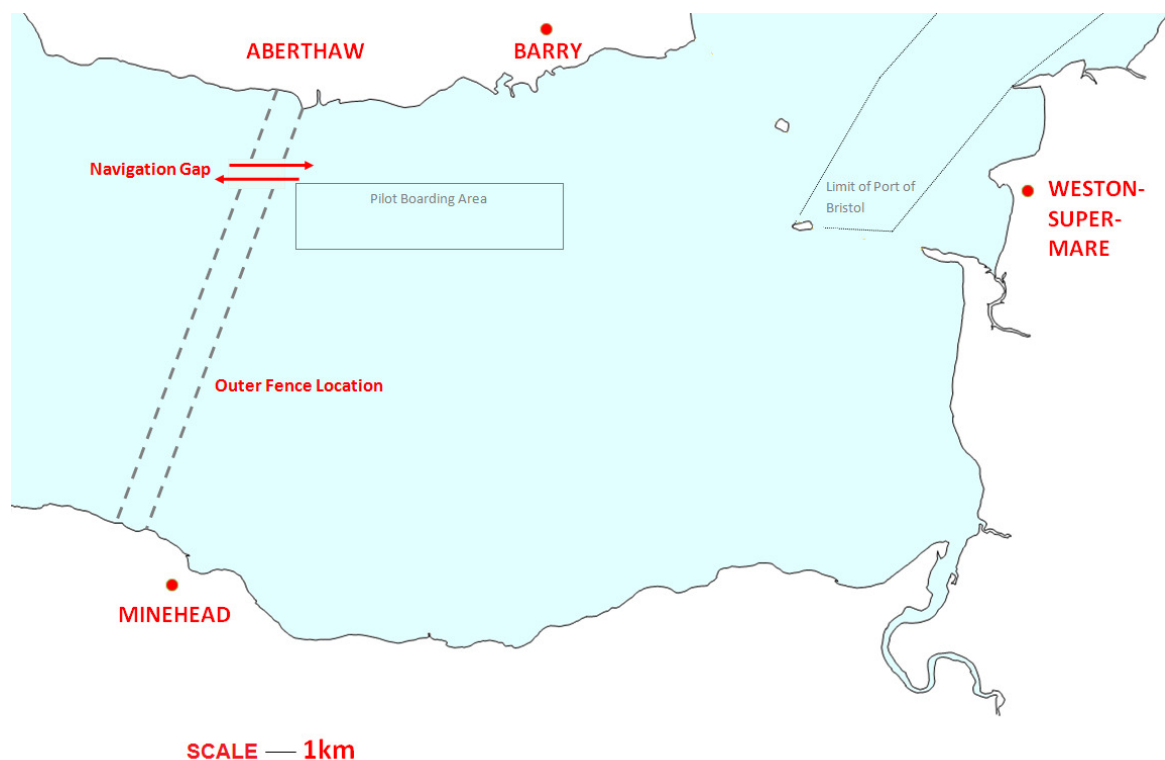 ABERTHAW
BARRY
Navigation Gap
Pilot Boarding Area
Limit of Port of
Bristol
WESTON-
SUPER-
MARE
Outer Fence Location
MINEHEAD
SCALE — 1km